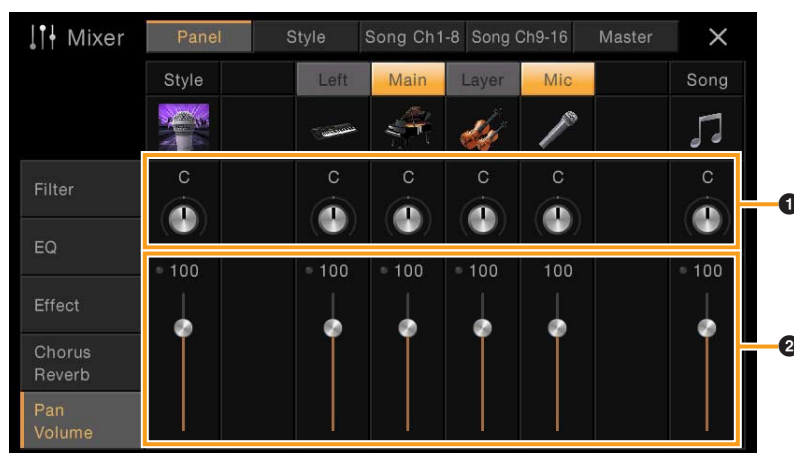 Mixer
Panel Style Song Ch1-8 Song Ch9-16 Master
Style Left Main Layer Mic Song
Filter
EQ
Effect
Chorus
Reverb
Pan
Volume
C C C C C C
1
100 100 100 100 100 100
2